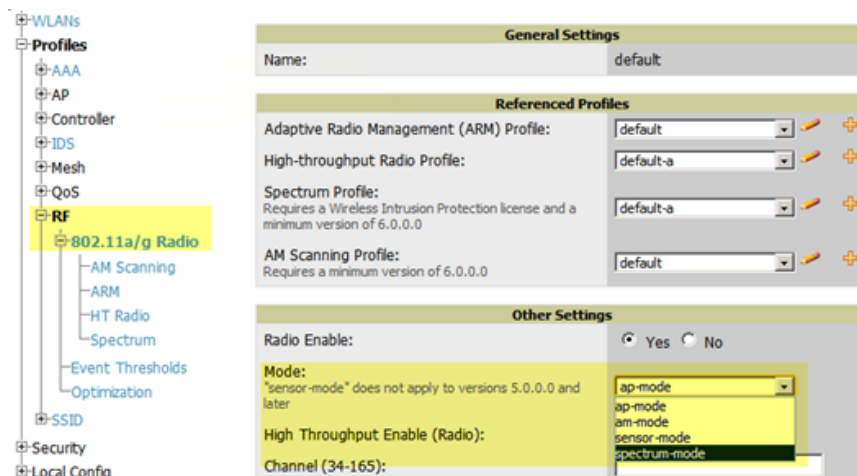 WLANs
Profiles
AAA
AP
Controller
IDS
Mesh
QoS
RF
802.11a/g Radio
AM Scanning
ARM
HT Radio
Spectrum
Event Thresholds
Optimization
SSID
Security
Local Config
General Settings
Name: default
Referenced Profiles
Adaptive Radio Management (ARM) Profile: default
High-throughput Radio Profile: default-a
Spectrum Profile:
Requires a Wireless Intrusion Protection license and a
minimum version of 6.0.0.0
default-a
AM Scanning Profile:
Requires a minimum version of 6.0.0.0
default
Other Settings
Radio Enable: Yes No
Mode:
"sensor-mode" does not apply to versions 5.0.0.0 and
later
ap-mode
ap-mode
am-mode
sensor-mode
spectrum-mode
High Throughput Enable (Radio):
Channel (34-165):